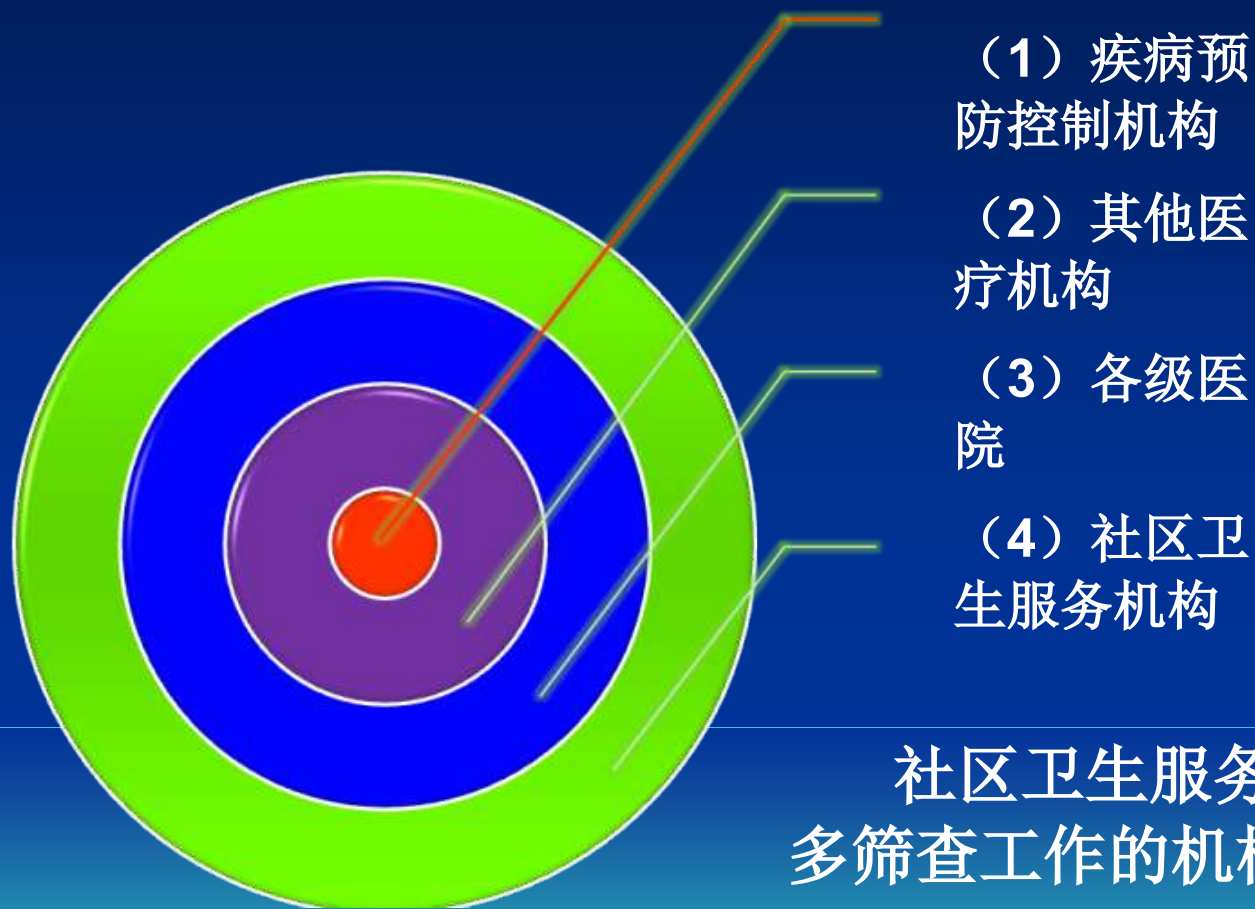 （1）疾病预
防控制机构
（2）其他医
疗机构
（3）各级医
院
（4）社区卫
生服务机构
社区卫生服务
多筛查工作的机